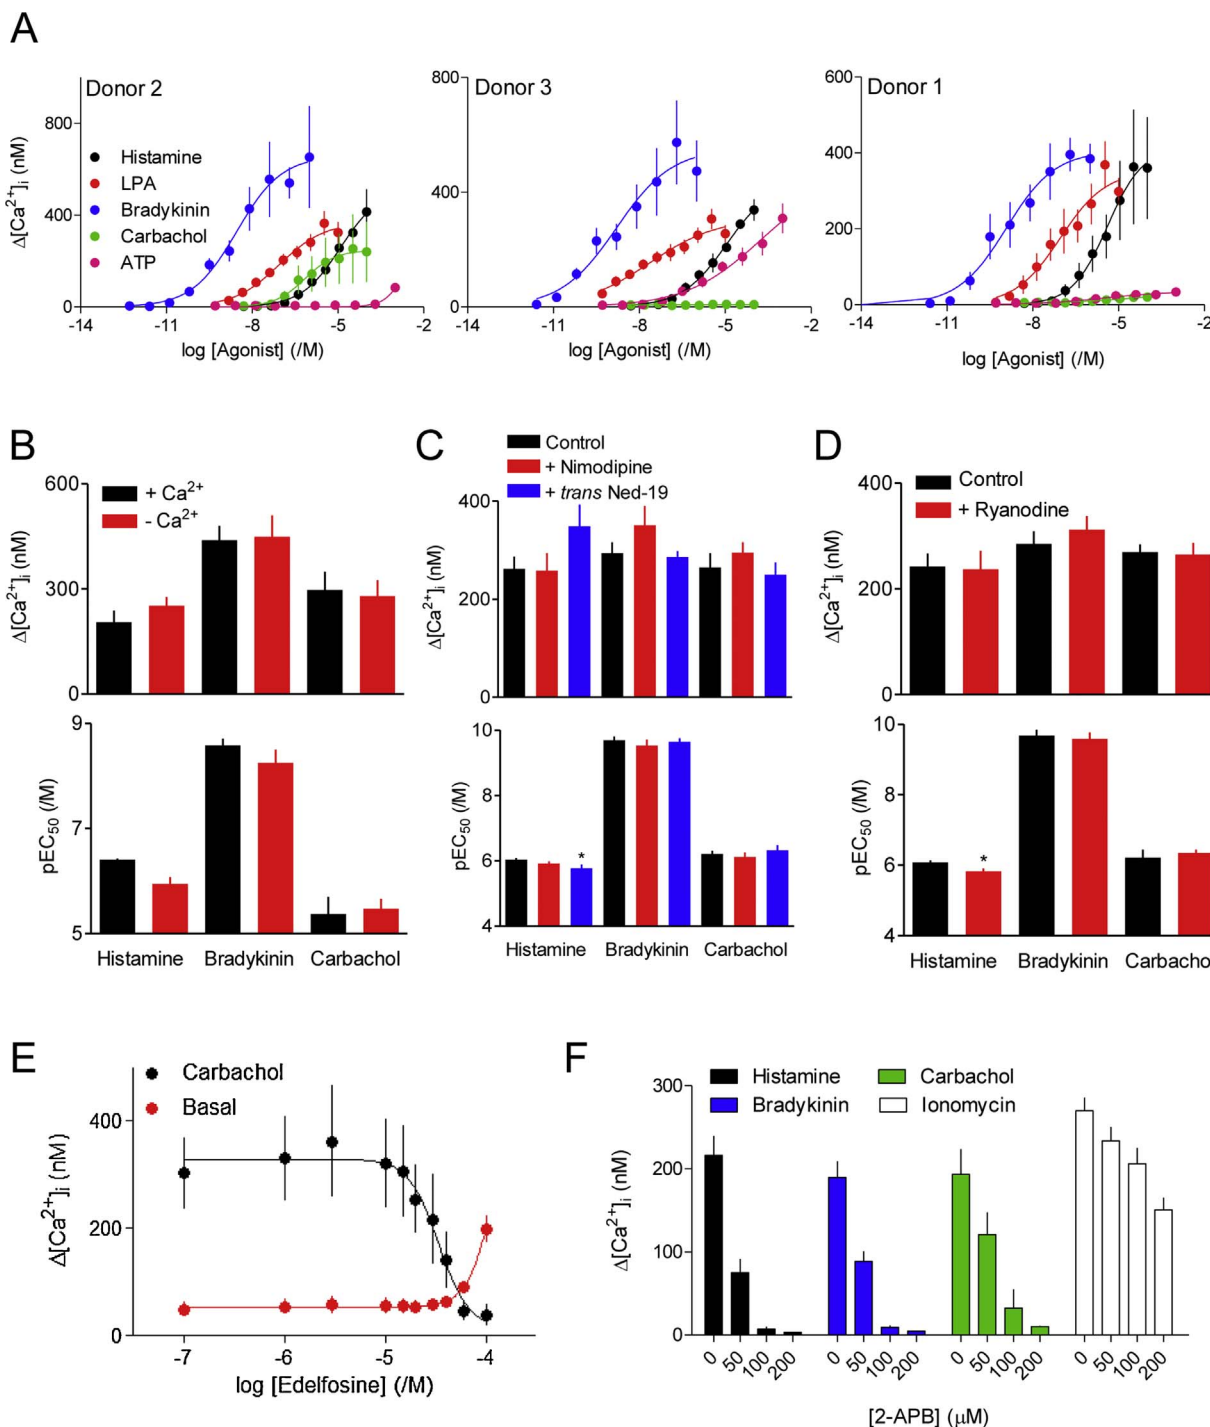 A
Donor 2
Donor 3
Donor 1
Δ[Ca²⁺]ᵢ (nM)
800
400
0
Histamine
LPA
Bradykinin
Carbachol
ATP
-14 -11 -8 -5 -2
log [Agonist] (/M)
800
400
0
-11 -8 -5 -2
log [Agonist] (/M)
600
400
200
0
-14 -11 -8 -5 -2
log [Agonist] (/M)
B
+ Ca²⁺
- Ca²⁺
Δ[Ca²⁺]ᵢ (nM)
600
300
0
pEC₅₀ (/M)
9
7
5
Histamine Bradykinin Carbachol
C
Control
+ Nimodipine
+ trans Ned-19
Δ[Ca²⁺]ᵢ (nM)
400
200
0
pEC₅₀ (/M)
10
8
6
4
*
Histamine Bradykinin Carbachol
D
Control
+ Ryanodine
Δ[Ca²⁺]ᵢ (nM)
400
200
0
pEC₅₀ (/M)
10
8
6
4
*
Histamine Bradykinin Carbacho
E
Carbachol
Basal
Δ[Ca²⁺]ᵢ (nM)
400
200
0
-7 -6 -5 -4
log [Edelfosine] (/M)
F
Histamine
Carbachol
Bradykinin
Ionomycin
Δ[Ca²⁺]ᵢ (nM)
300
200
100
0
0 50 100 200 0 50 100 200 0 50 100 200 0 50 100 200
[2-APB] (μM)